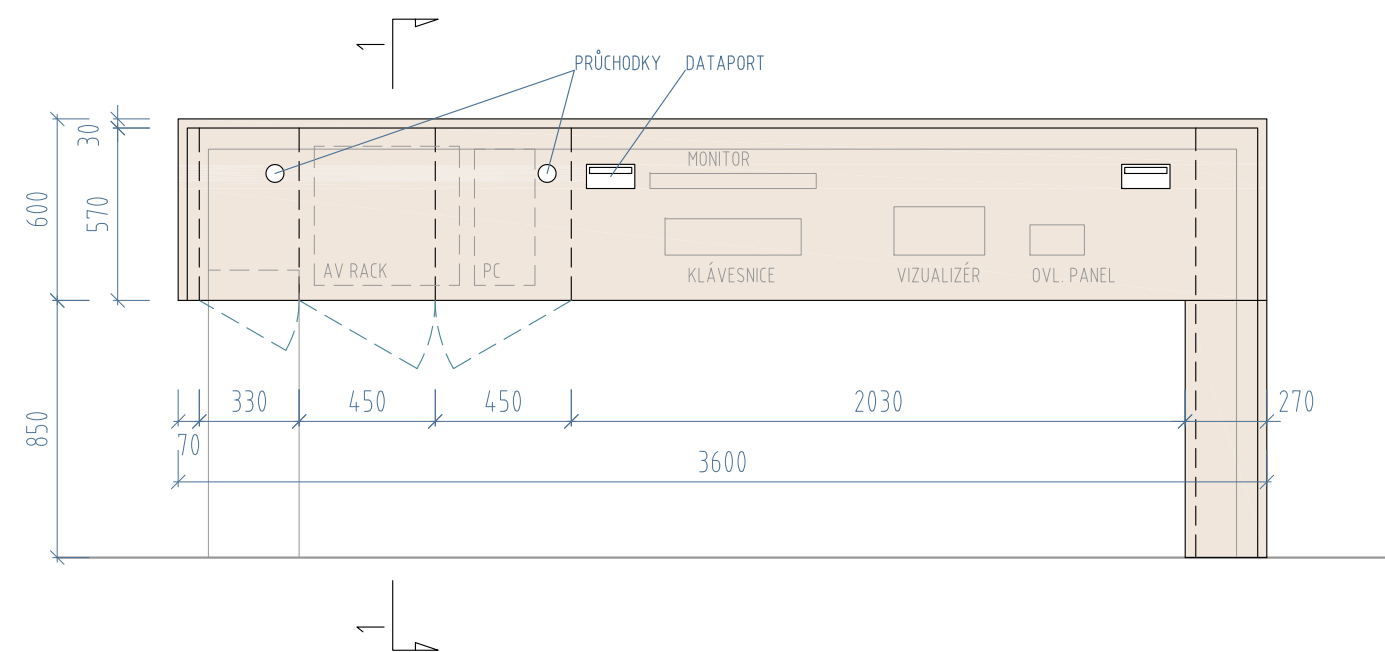 1
PRŮCHODKY
DATAPORT
30
MONITOR
600
570
AV RACK
PC
KLÁVESNICE
VIZUALIZÉR
OVL. PANEL
330
450
450
2030
270
850
70
3600
1